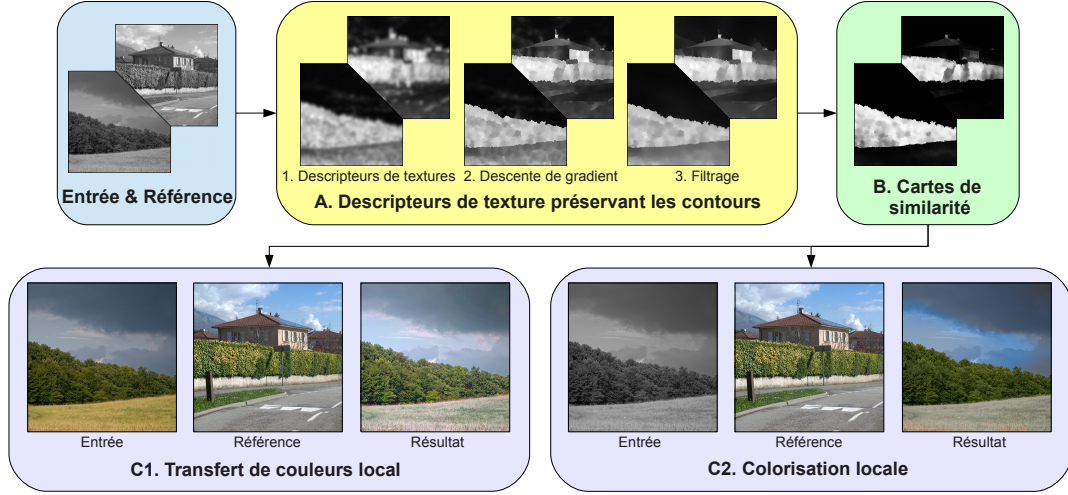 Entrée & Référence
1. Descripteurs de textures
2. Descente de gradient
3. Filtrage
A. Descripteurs de texture préservant les contours
B. Cartes de
similarité
Entrée
Référence
Résultat
C1. Transfert de couleurs local
Entrée
Référence
Résultat
C2. Colorisation locale